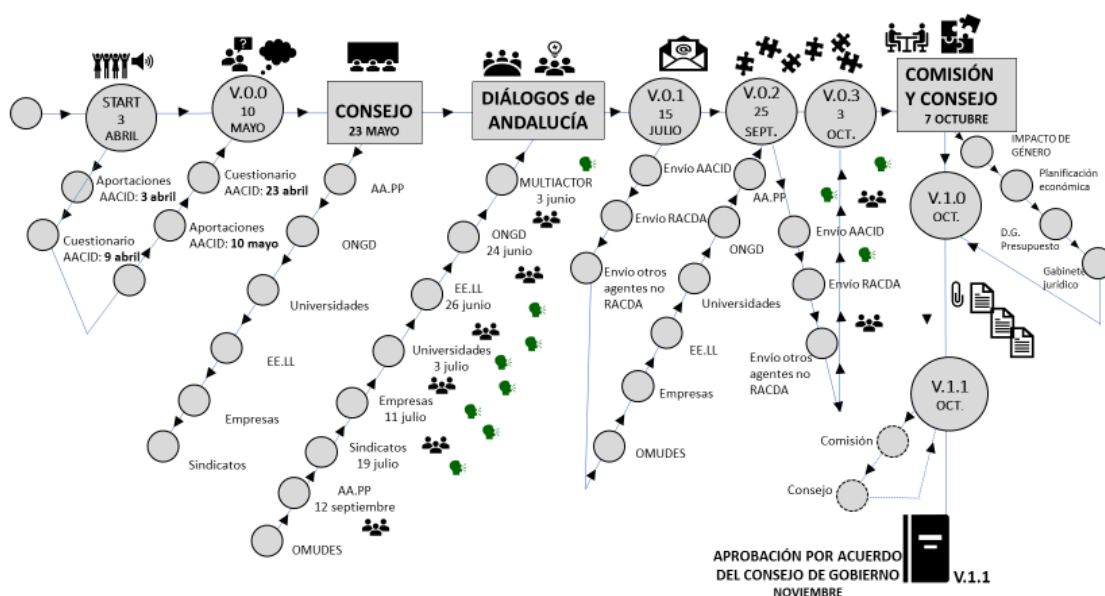 START
3
ABRIL
Aportaciones
AACID: 3 abril
Cuestionario
AACID: 9 abril
V.0.0
10
MAYO
Cuestionario
AACID: 23 abril
Aportaciones
AACID: 10 mayo
CONSEJO
23 MAYO
AA.PP
ONGD
Universidades
EE.LL
Empresas
Sindicatos
DIÁLOGOS de
ANDALUCÍA
MULTIACTOR
3 junio
ONGD
24 junio
EE.LL
26 junio
Universidades
3 julio
Empresas
11 julio
Sindicatos
19 julio
AA.PP
12 septiembre
OMUDES
V.0.1
15
JULIO
Envío AACID
Envío RACDA
Envío otros
agentes no
RACDA
V.0.2
25
SEPT.
AA.PP
ONGD
Universidades
EE.LL
Empresas
OMUDES
V.0.3
3
OCT.
Envío AACID
Envío RACDA
Envío otros
agentes no
RACDA
COMISIÓN
Y CONSEJO
7 OCTUBRE
IMPACTO DE
GÉNERO
Planificación
económica
D.G.
Presupuesto
Gabinete
jurídico
V.1.0
OCT.
V.1.1
OCT.
Comisión
Consejo
APROBACIÓN POR ACUERDO
DEL CONSEJO DE GOBIERNO
NOVIEMBRE
V.1.1